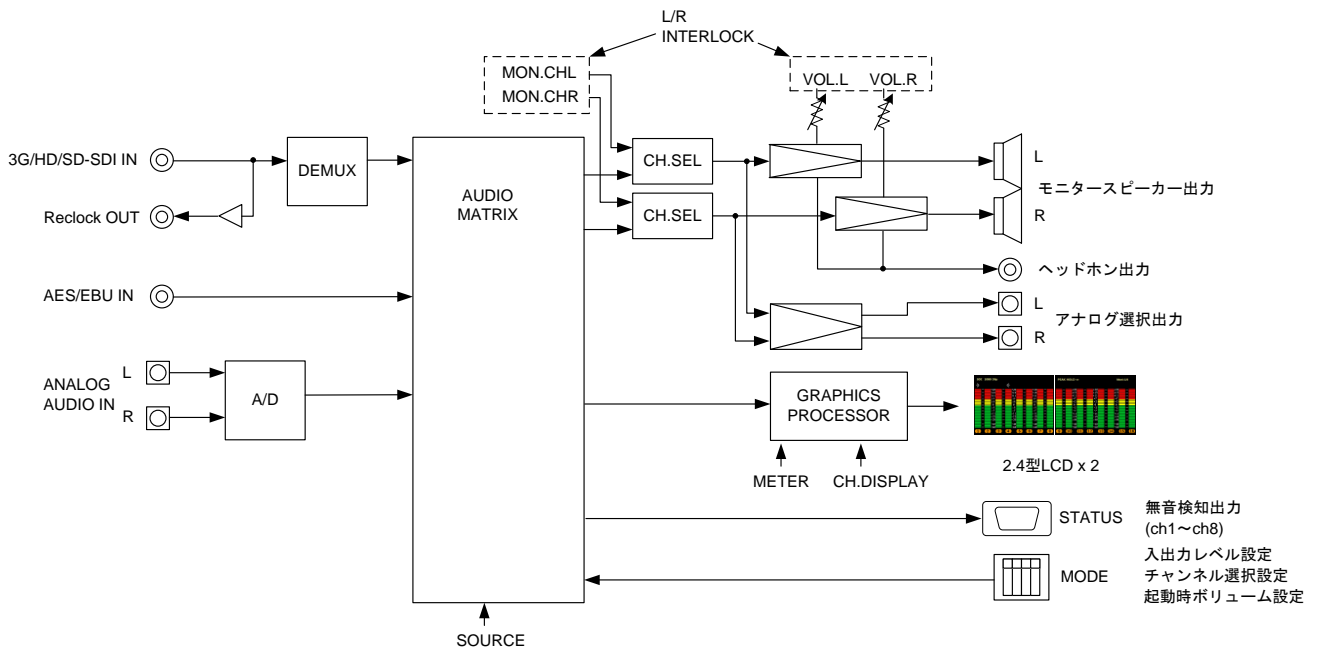 L/R
INTERLOCK
MON.CHL
MON.CHR
VOL.L VOL.R
3G/HD/SD-SDI IN
DEMUX
AUDIO
MATRIX
CH.SEL
CH.SEL
L
モニタースピーカー出力
R
Reclock OUT
ヘッドホン出力
AES/EBU IN
L
アナログ選択出力
R
ANALOG
AUDIO IN
L
R
A/D
GRAPHICS
PROCESSOR
METER
CH.DISPLAY
2.4型LCD x 2
STATUS
無音検知出力
(ch1～ch8)
MODE
入出力レベル設定
チャンネル選択設定
起動時ボリューム設定
SOURCE